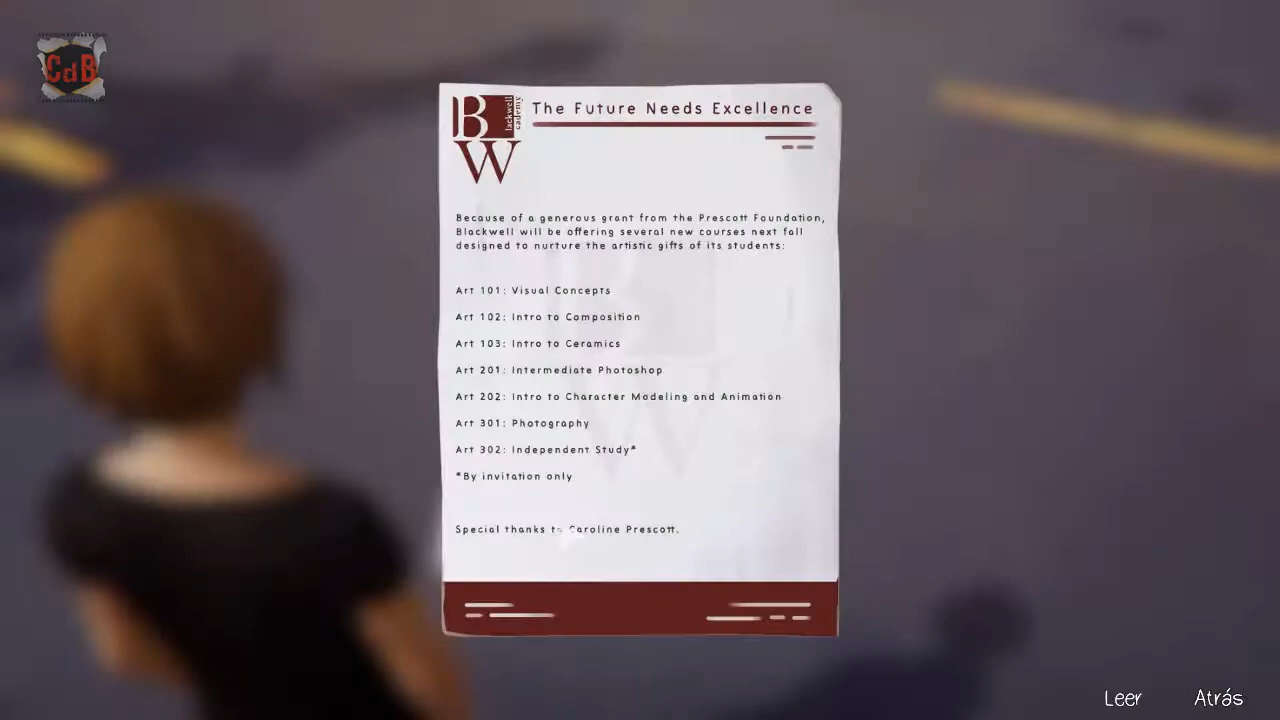 CdB
B
lackwell
cademy
W
The Future Needs Excellence
Because of a generous grant from the Prescott Foundation,
Blackwell will be offering several new courses next fall
designed to nurture the artistic gifts of its students:
Art 101: Visual Concepts
Art 102: Intro to Composition
Art 103: Intro to Ceramics
Art 201: Intermediate Photoshop
Art 202: Intro to Character Modeling and Animation
Art 301: Photography
Art 302: Independent Study*
*By invitation only
Special thanks to Caroline Prescott.
Leer Atrás